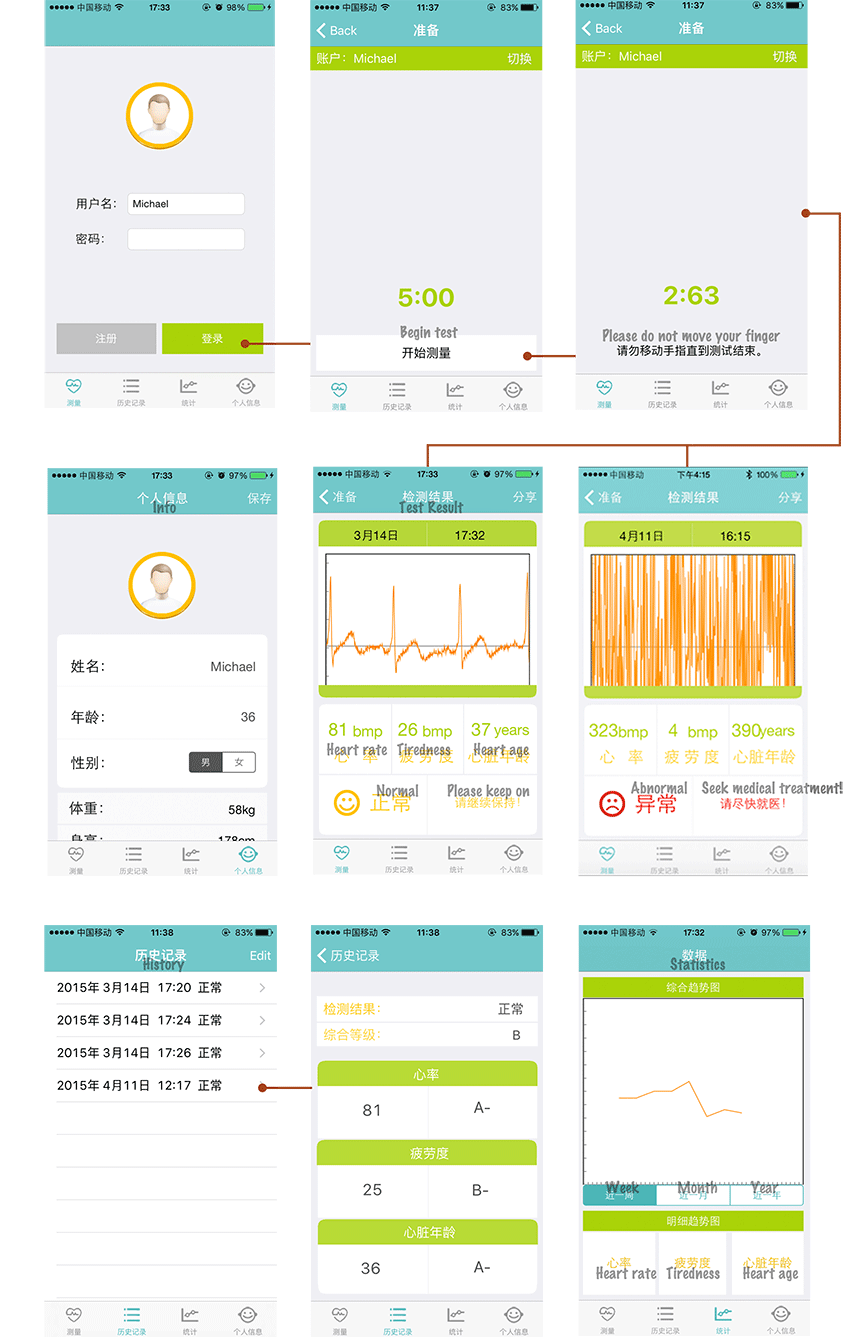 中国移动 17:33 98%
用户名： Michael
密码：
注册 登录
测量 历史记录 统计 个人信息
中国移动 11:37 83%
Back 准备
账户： Michael 切换
5:00
Begin test
开始测量
测量 历史记录 统计 个人信息
中国移动 11:37 83%
Back 准备
账户： Michael 切换
2:63
Please do not move your finger
请勿移动手指直到测试结束。
测量 历史记录 统计 个人信息
中国移动 17:33 97%
个人信息 保存
Info
姓名： Michael
年龄： 36
性别： 男 女
体重： 58kg
身高： 178cm
测量 历史记录 统计 个人信息
中国移动 17:33 97%
准备 检测结果 分享
Test Result
3月14日 17:32
81 bmp 26 bmp 37 years
Heart rate Tiredness Heart age
心 率 疲劳度 心脏年龄
Normal Please keep on
正常 请继续保持！
测量 历史记录 统计 个人信息
中国移动 下午4:15 100%
准备 检测结果 分享
4月11日 16:15
323bmp 4 bmp 390years
心 率 疲劳度 心脏年龄
Abnormal Seek medical treatment!
异常 请尽快就医！
测量 历史记录 统计 个人信息
中国移动 11:38 83%
历史记录 Edit
History
2015年 3月14日 17:20 正常
2015年 3月14日 17:24 正常
2015年 3月14日 17:26 正常
2015年 4月11日 12:17 正常
测量 历史记录 统计 个人信息
中国移动 11:38 83%
历史记录
检测结果： 正常
综合等级： B
心率
81 A-
疲劳度
25 B-
心脏年龄
36 A-
测量 历史记录 统计 个人信息
中国移动 17:32 97%
数据
Statistics
综合趋势图
Week Month Year
近一周 近一月 近一年
明细趋势图
心率 疲劳度 心脏年龄
Heart rate Tiredness Heart age
测量 历史记录 统计 个人信息